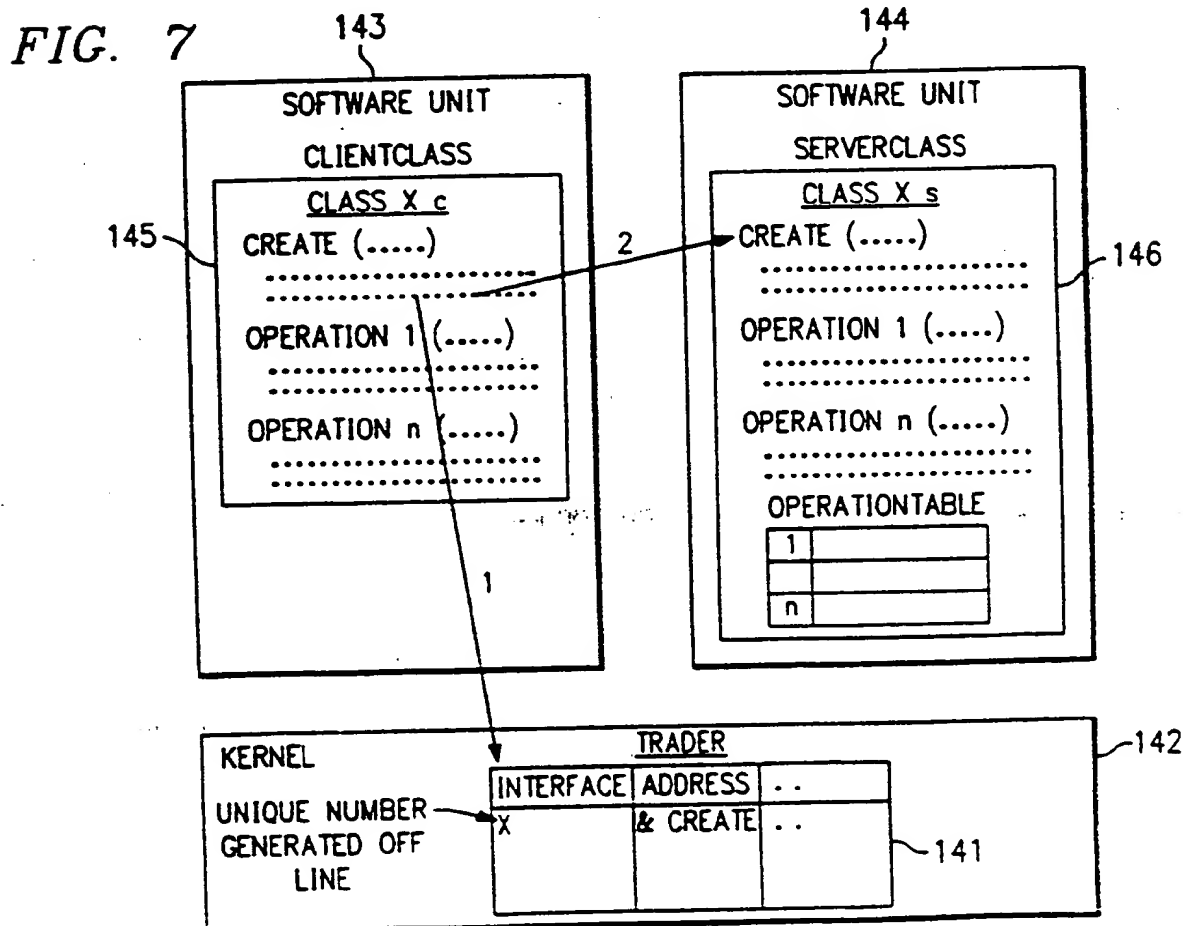 FIG. 7
143
144
SOFTWARE UNIT
CLIENTCLASS
CLASS X c
145
CREATE (.....)
OPERATION 1 (.....)
OPERATION n (.....)
1
2
SOFTWARE UNIT
SERVERCLASS
CLASS X s
CREATE (.....)
146
OPERATION 1 (.....)
OPERATION n (.....)
OPERATIONTABLE
1
n
KERNEL
TRADER
142
INTERFACE ADDRESS ..
UNIQUE NUMBER
GENERATED OFF
LINE
X & CREATE ..
141